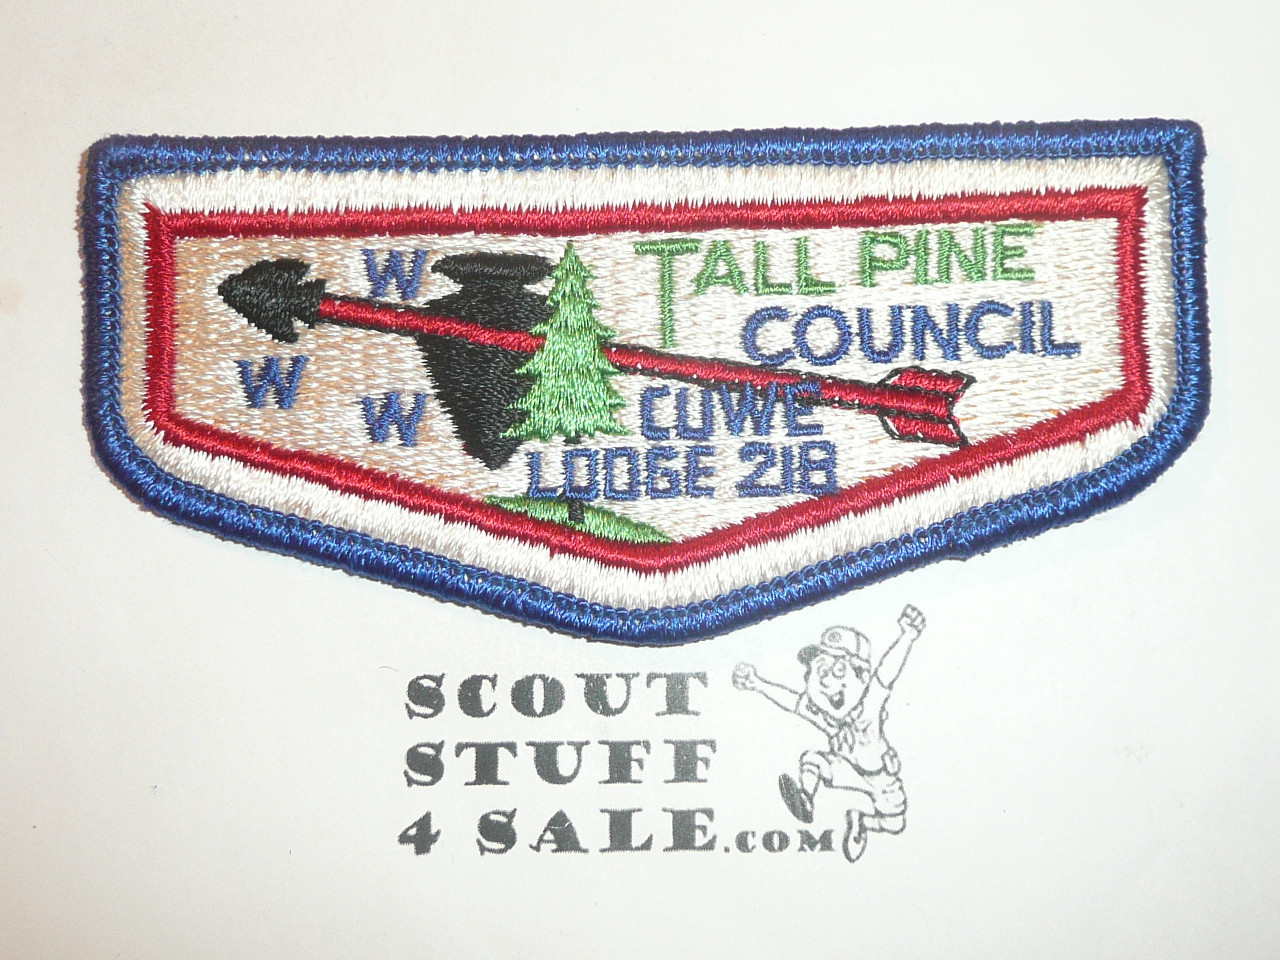 TALL PINE
COUNCIL
W
W
W
CUWE
LODGE 218
SCOUT
STUFF
4 SALE.COM